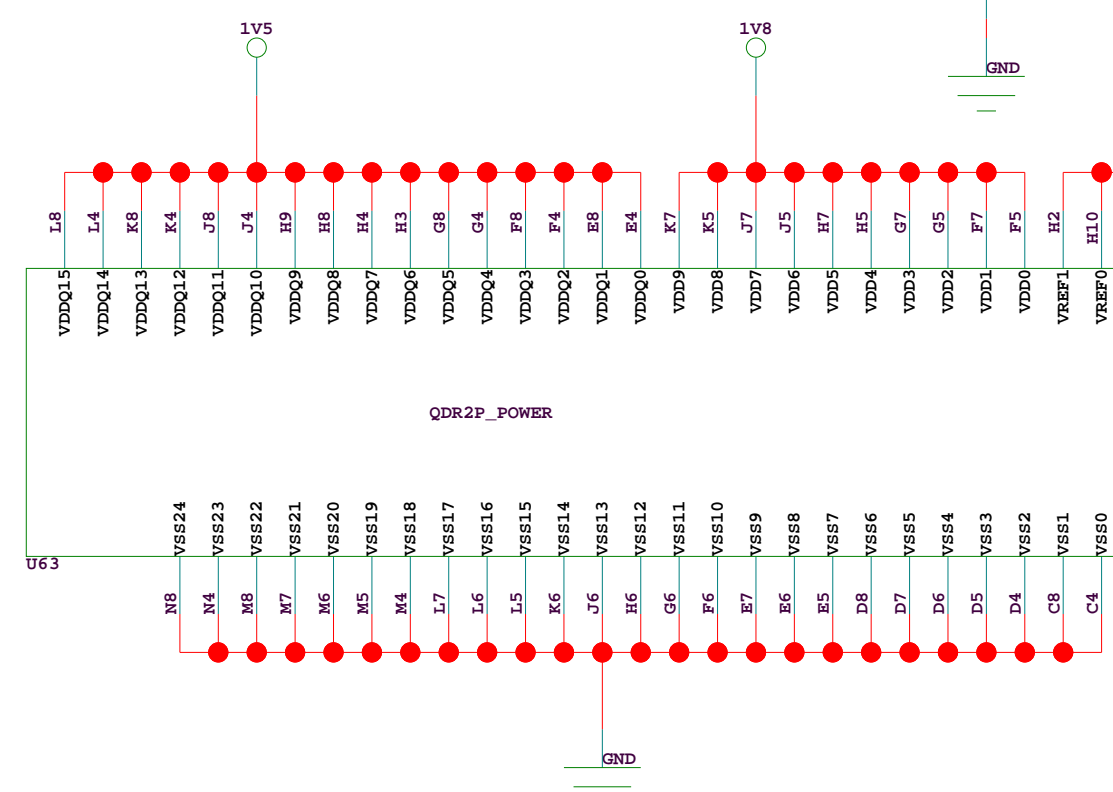 1V5 1V8
GND
L8 L4 K8 K4 J8 J4 H9 H8 H4 H3 G8 G4 F8 F4 E8 E4 K7 K5 J7 J5 H7 H5 G7 G5 F7 F5 H2 H10
VDDQ15 VDDQ14 VDDQ13 VDDQ12 VDDQ11 VDDQ10 VDDQ9 VDDQ8 VDDQ7 VDDQ6 VDDQ5 VDDQ4 VDDQ3 VDDQ2 VDDQ1 VDDQ0 VDD9 VDD8 VDD7 VDD6 VDD5 VDD4 VDD3 VDD2 VDD1 VDD0 VREF1 VREF0
QDR2P_POWER
VSS24 VSS23 VSS22 VSS21 VSS20 VSS19 VSS18 VSS17 VSS16 VSS15 VSS14 VSS13 VSS12 VSS11 VSS10 VSS9 VSS8 VSS7 VSS6 VSS5 VSS4 VSS3 VSS2 VSS1 VSS0
U63
N8 N4 M8 M7 M6 M5 M4 L7 L6 L5 K6 J6 H6 G6 F6 E7 E6 E5 D8 D7 D6 D5 D4 C8 C4
GND